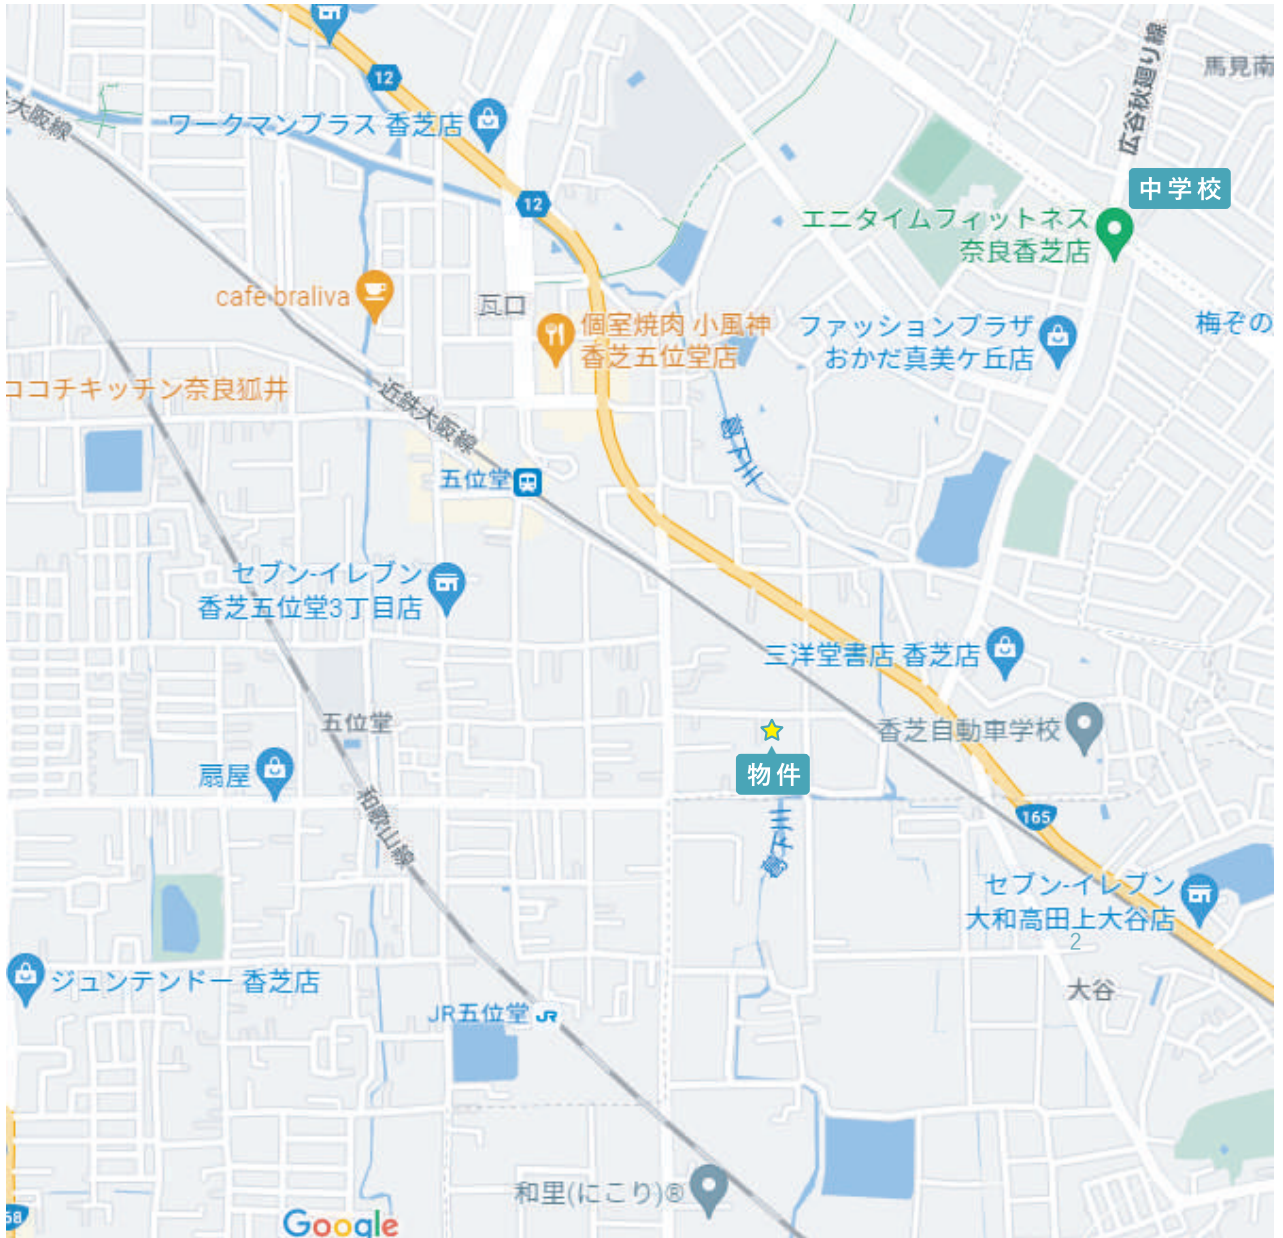 12
ワークマンプラス 香芝店
大阪線
広谷秋廻り線
馬見南
中学校
12
エニタイムフィットネス
奈良香芝店
cafe braliva
瓦口
個室焼肉 小風神
香芝五位堂店
ファッションプラザ
おかだ真美ケ丘店
梅ぞの
ココチキッチン奈良狐井
近鉄大阪線
葛下川
五位堂
セブン-イレブン
香芝五位堂3丁目店
三洋堂書店 香芝店
五位堂
香芝自動車学校
物件
扇屋
和歌山線
葛下川
165
セブン-イレブン
大和高田上大谷店
2
ジュンテンドー 香芝店
大谷
JR五位堂 JR
和里(にこり)®
68
Google